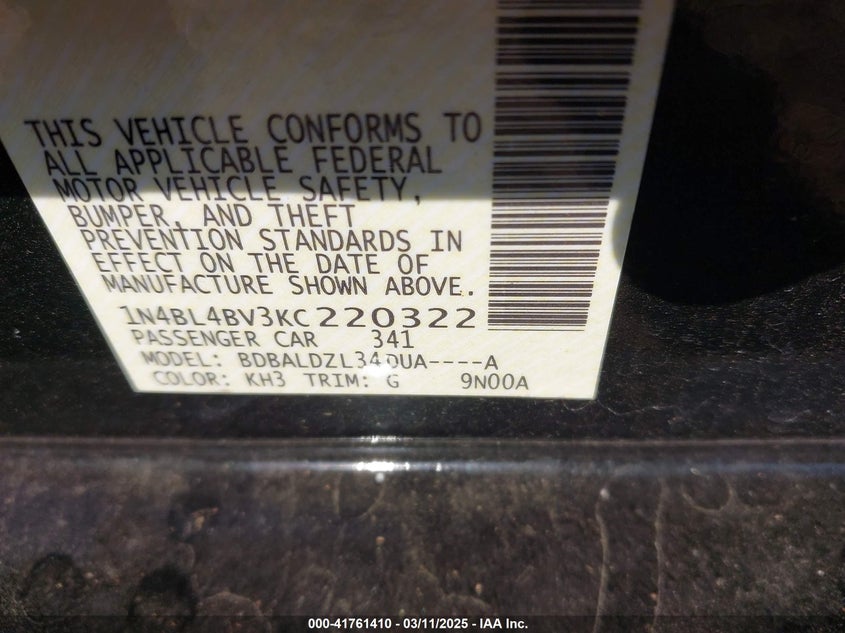 THIS VEHICLE CONFORMS TO
ALL APPLICABLE FEDERAL
MOTOR VEHICLE SAFETY,
BUMPER, AND THEFT
PREVENTION STANDARDS IN
EFFECT ON THE DATE OF
MANUFACTURE SHOWN ABOVE.
1N4BL4BV3KC220322
PASSENGER CAR 341
MODEL: BDBALDZL34DUA----A
COLOR: KH3 TRIM: G 9N00A
000-41761410 - 03/11/2025 - IAA Inc.